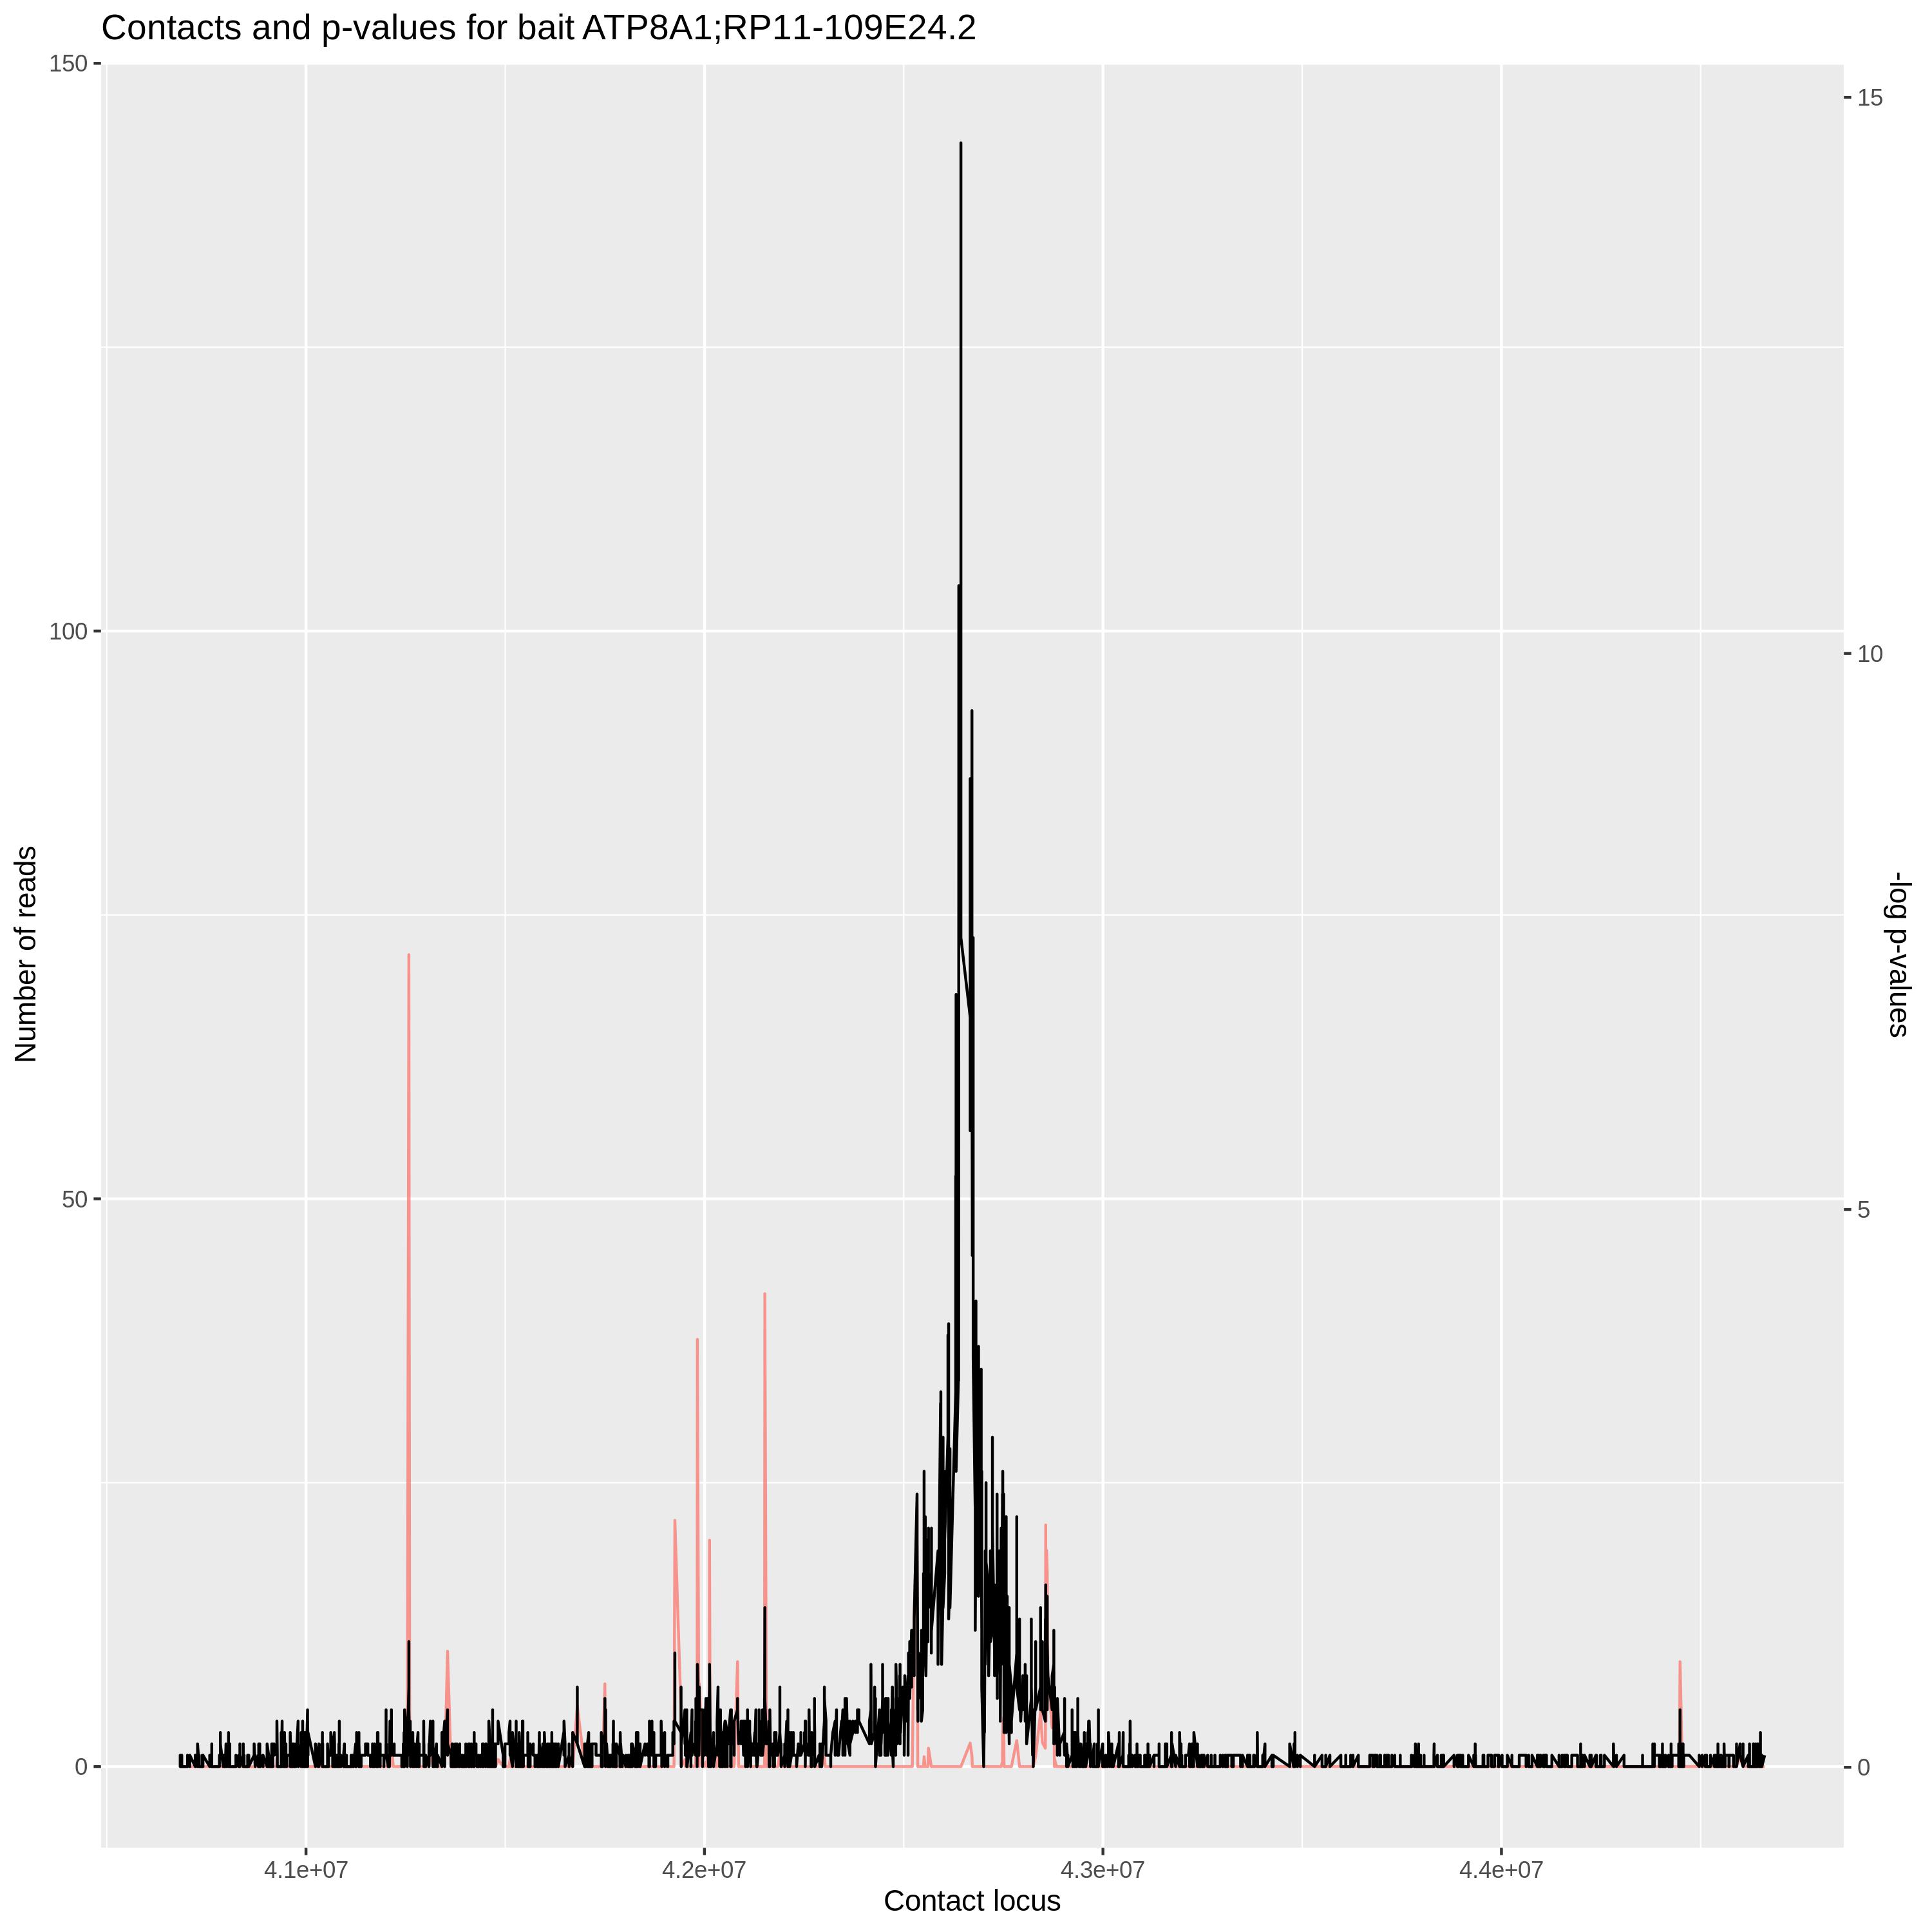 Contacts and p-values for bait ATP8A1;RP11-109E24.2
150
100
50
0
Number of reads
15
10
5
0
-log p-values
4.1e+07 4.2e+07 4.3e+07 4.4e+07
Contact locus